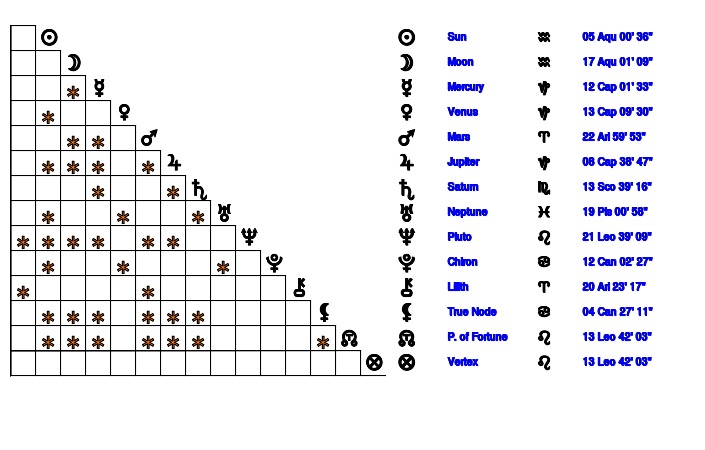 Sun 05 Aqu 00' 36"
Moon 17 Aqu 01' 09"
Mercury 12 Cap 01' 33"
Venus 13 Cap 09' 30"
Mars 22 Ari 59' 53"
Jupiter 08 Cap 38' 47"
Saturn 13 Sco 39' 16"
Neptune 19 Pis 00' 58"
Pluto 21 Leo 39' 09"
Chiron 12 Can 02' 27"
Lilith 20 Ari 23' 17"
True Node 04 Can 27' 11"
P. of Fortune 13 Leo 42' 03"
Vertex 13 Leo 42' 03"